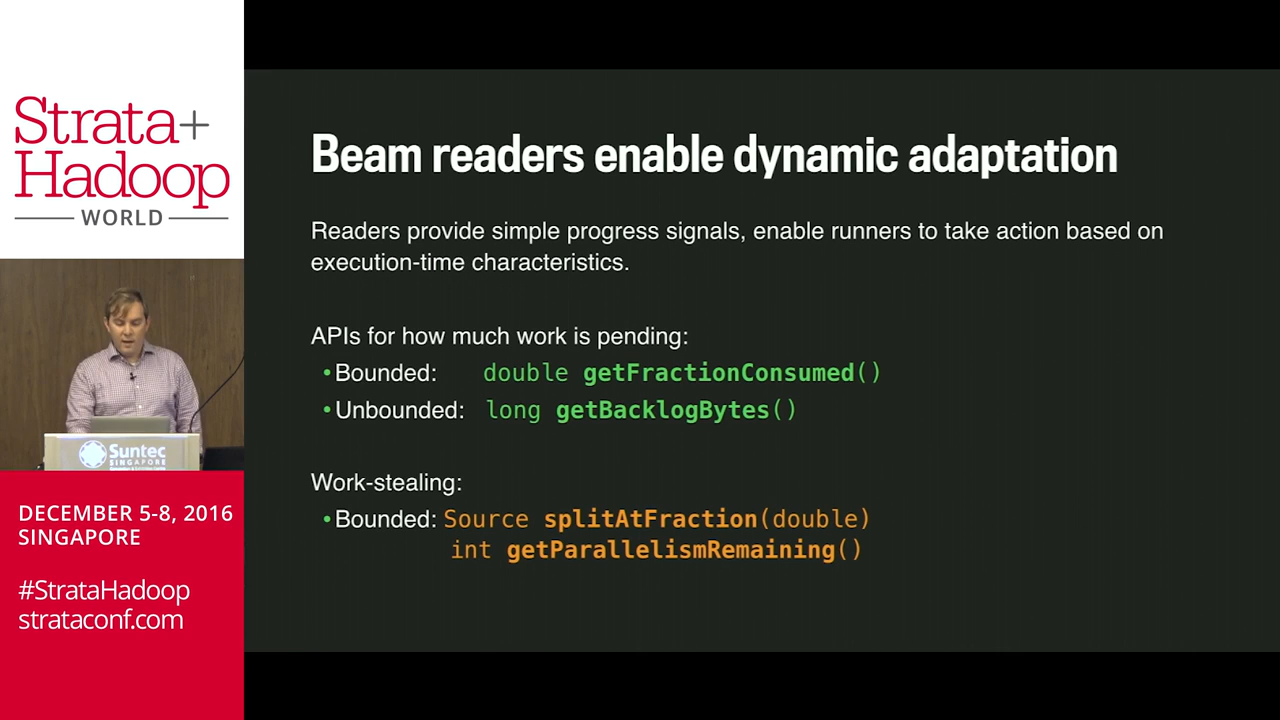 Strata+
Hadoop
WORLD
Suntec
SINGAPORE
DECEMBER 5-8, 2016
SINGAPORE
#StrataHadoop
strataconf.com
Beam readers enable dynamic adaptation
Readers provide simple progress signals, enable runners to take action based on
execution-time characteristics.
APIs for how much work is pending:
•Bounded: double getFractionConsumed()
•Unbounded: long getBacklogBytes()
Work-stealing:
•Bounded: Source splitAtFraction(double)
int getParallelismRemaining()